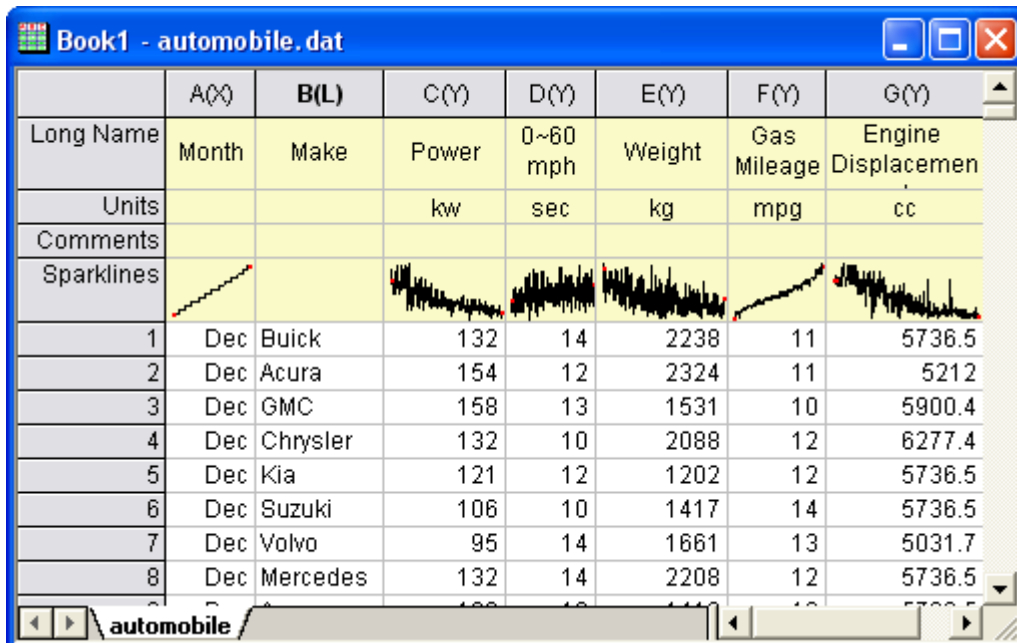 Book1 - automobile.dat
A(X) B(L) C(Y) D(Y) E(Y) F(Y) G(Y)
Long Name Month Make Power 0~60 mph Weight Gas Mileage Engine Displacemen
Units kw sec kg mpg cc
Comments
Sparklines
1 Dec Buick 132 14 2238 11 5736.5
2 Dec Acura 154 12 2324 11 5212
3 Dec GMC 158 13 1531 10 5900.4
4 Dec Chrysler 132 10 2088 12 6277.4
5 Dec Kia 121 12 1202 12 5736.5
6 Dec Suzuki 106 10 1417 14 5736.5
7 Dec Volvo 95 14 1661 13 5031.7
8 Dec Mercedes 132 14 2208 12 5736.5
automobile